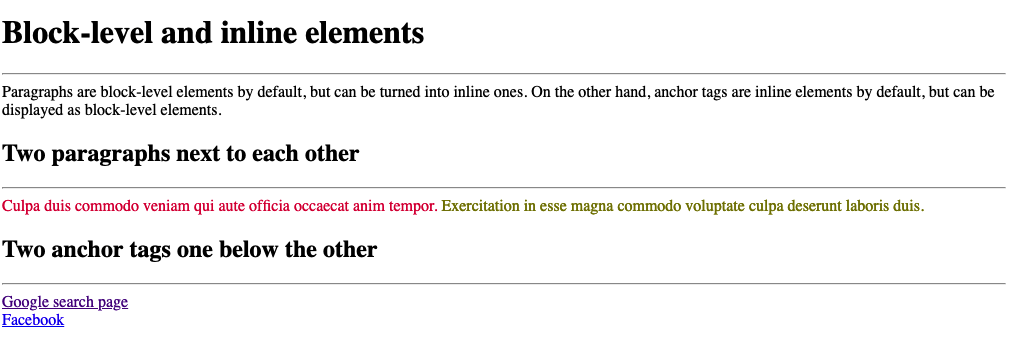 Block-level and inline elements
Paragraphs are block-level elements by default, but can be turned into inline ones. On the other hand, anchor tags are inline elements by default, but can be
displayed as block-level elements.
Two paragraphs next to each other
Culpa duis commodo veniam qui aute officia occaecat anim tempor. Exercitation in esse magna commodo voluptate culpa deserunt laboris duis.
Two anchor tags one below the other
Google search page
Facebook